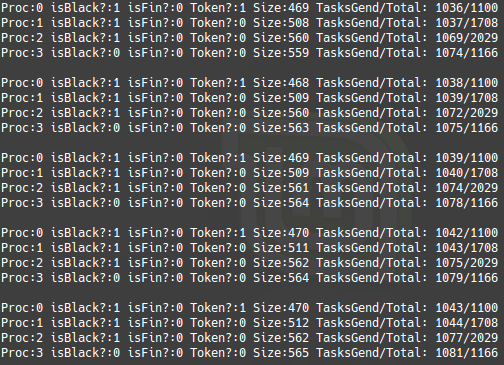 Proc:0 isBlack?:1 isFin?:0 Token?:1 Size:469 TasksGend/Total: 1036/1100
Proc:1 isBlack?:1 isFin?:0 Token?:0 Size:508 TasksGend/Total: 1037/1708
Proc:2 isBlack?:1 isFin?:0 Token?:0 Size:560 TasksGend/Total: 1069/2029
Proc:3 isBlack?:0 isFin?:0 Token?:0 Size:559 TasksGend/Total: 1074/1166
Proc:0 isBlack?:1 isFin?:0 Token?:1 Size:468 TasksGend/Total: 1038/1100
Proc:1 isBlack?:1 isFin?:0 Token?:0 Size:509 TasksGend/Total: 1039/1708
Proc:2 isBlack?:1 isFin?:0 Token?:0 Size:560 TasksGend/Total: 1072/2029
Proc:3 isBlack?:0 isFin?:0 Token?:0 Size:563 TasksGend/Total: 1075/1166
Proc:0 isBlack?:1 isFin?:0 Token?:1 Size:469 TasksGend/Total: 1039/1100
Proc:1 isBlack?:1 isFin?:0 Token?:0 Size:509 TasksGend/Total: 1040/1708
Proc:2 isBlack?:1 isFin?:0 Token?:0 Size:561 TasksGend/Total: 1074/2029
Proc:3 isBlack?:0 isFin?:0 Token?:0 Size:564 TasksGend/Total: 1078/1166
Proc:0 isBlack?:1 isFin?:0 Token?:1 Size:470 TasksGend/Total: 1042/1100
Proc:1 isBlack?:1 isFin?:0 Token?:0 Size:511 TasksGend/Total: 1043/1708
Proc:2 isBlack?:1 isFin?:0 Token?:0 Size:562 TasksGend/Total: 1075/2029
Proc:3 isBlack?:0 isFin?:0 Token?:0 Size:564 TasksGend/Total: 1079/1166
Proc:0 isBlack?:1 isFin?:0 Token?:1 Size:470 TasksGend/Total: 1043/1100
Proc:1 isBlack?:1 isFin?:0 Token?:0 Size:512 TasksGend/Total: 1044/1708
Proc:2 isBlack?:1 isFin?:0 Token?:0 Size:562 TasksGend/Total: 1077/2029
Proc:3 isBlack?:0 isFin?:0 Token?:0 Size:565 TasksGend/Total: 1081/1166